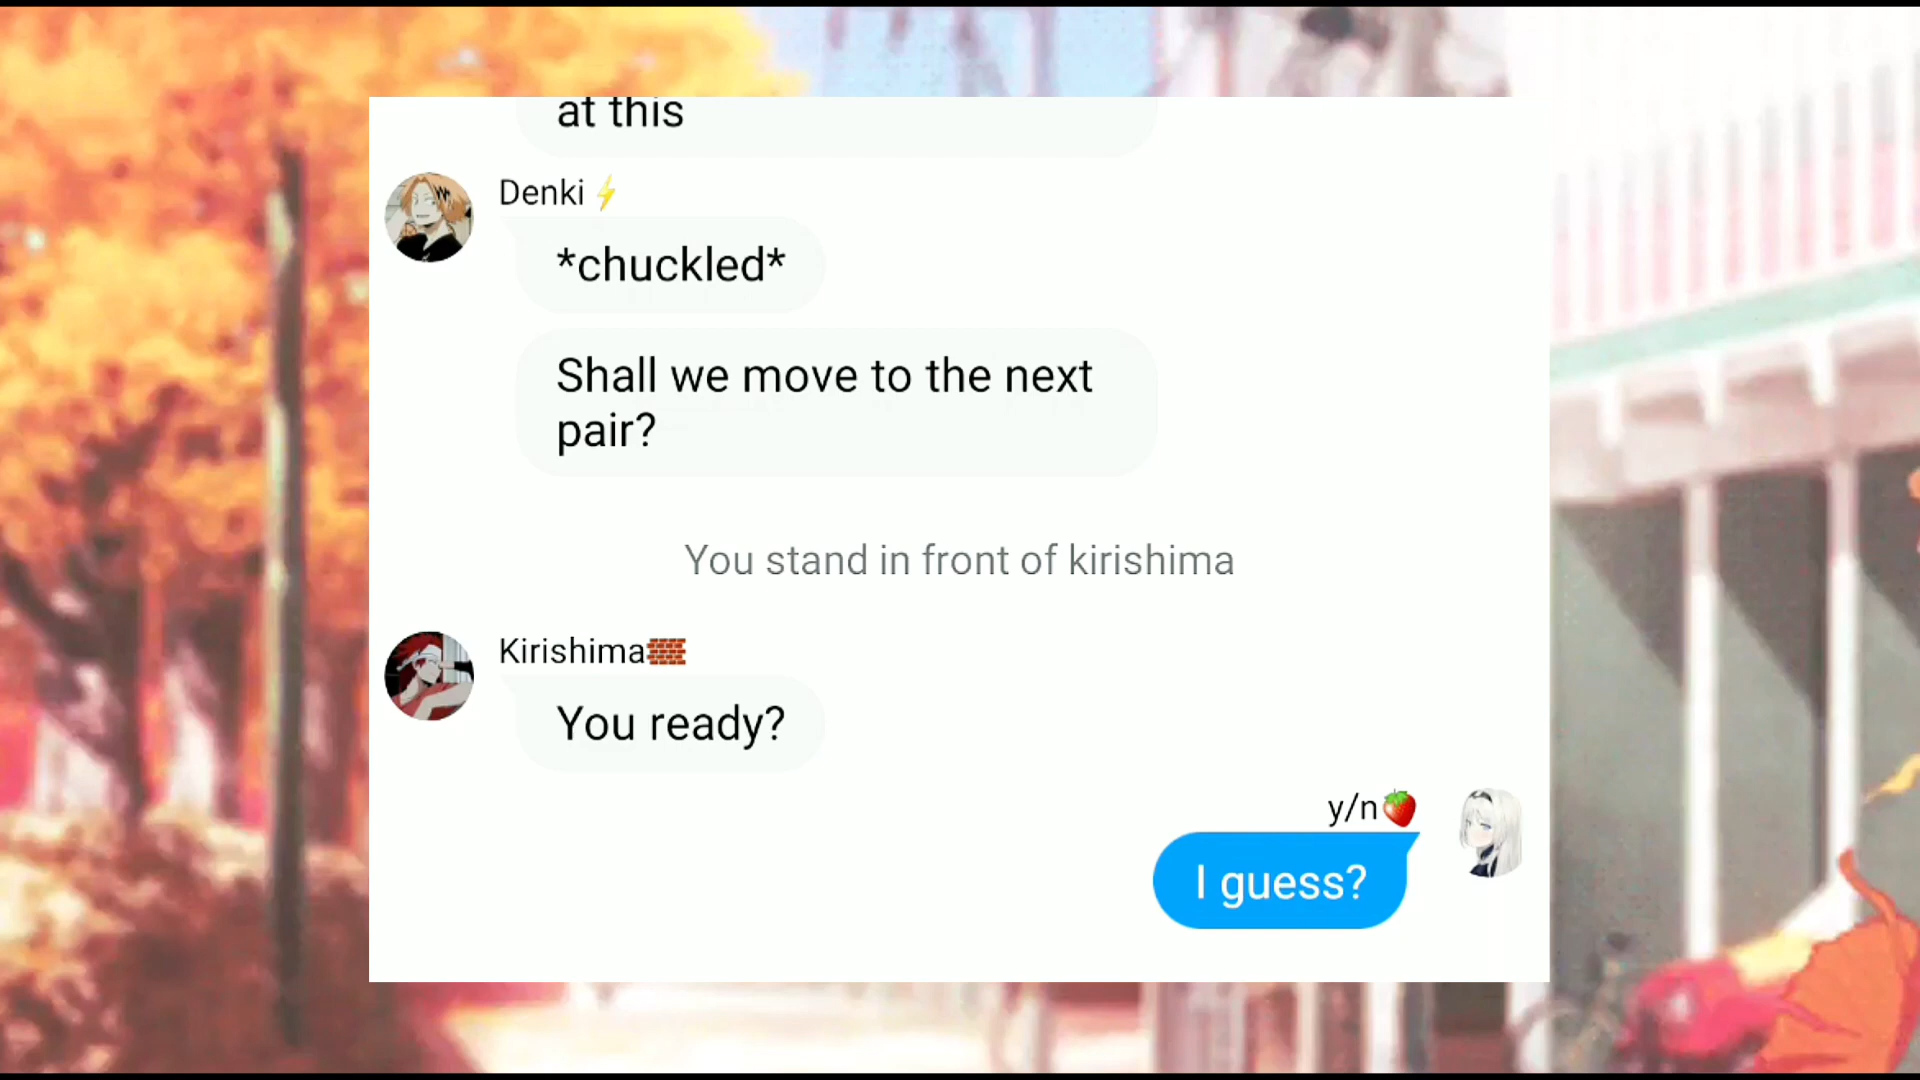 at this
Denki ⚡
*chuckled*
Shall we move to the next
pair?
You stand in front of kirishima
Kirishima🧱
You ready?
y/n🍓
I guess?